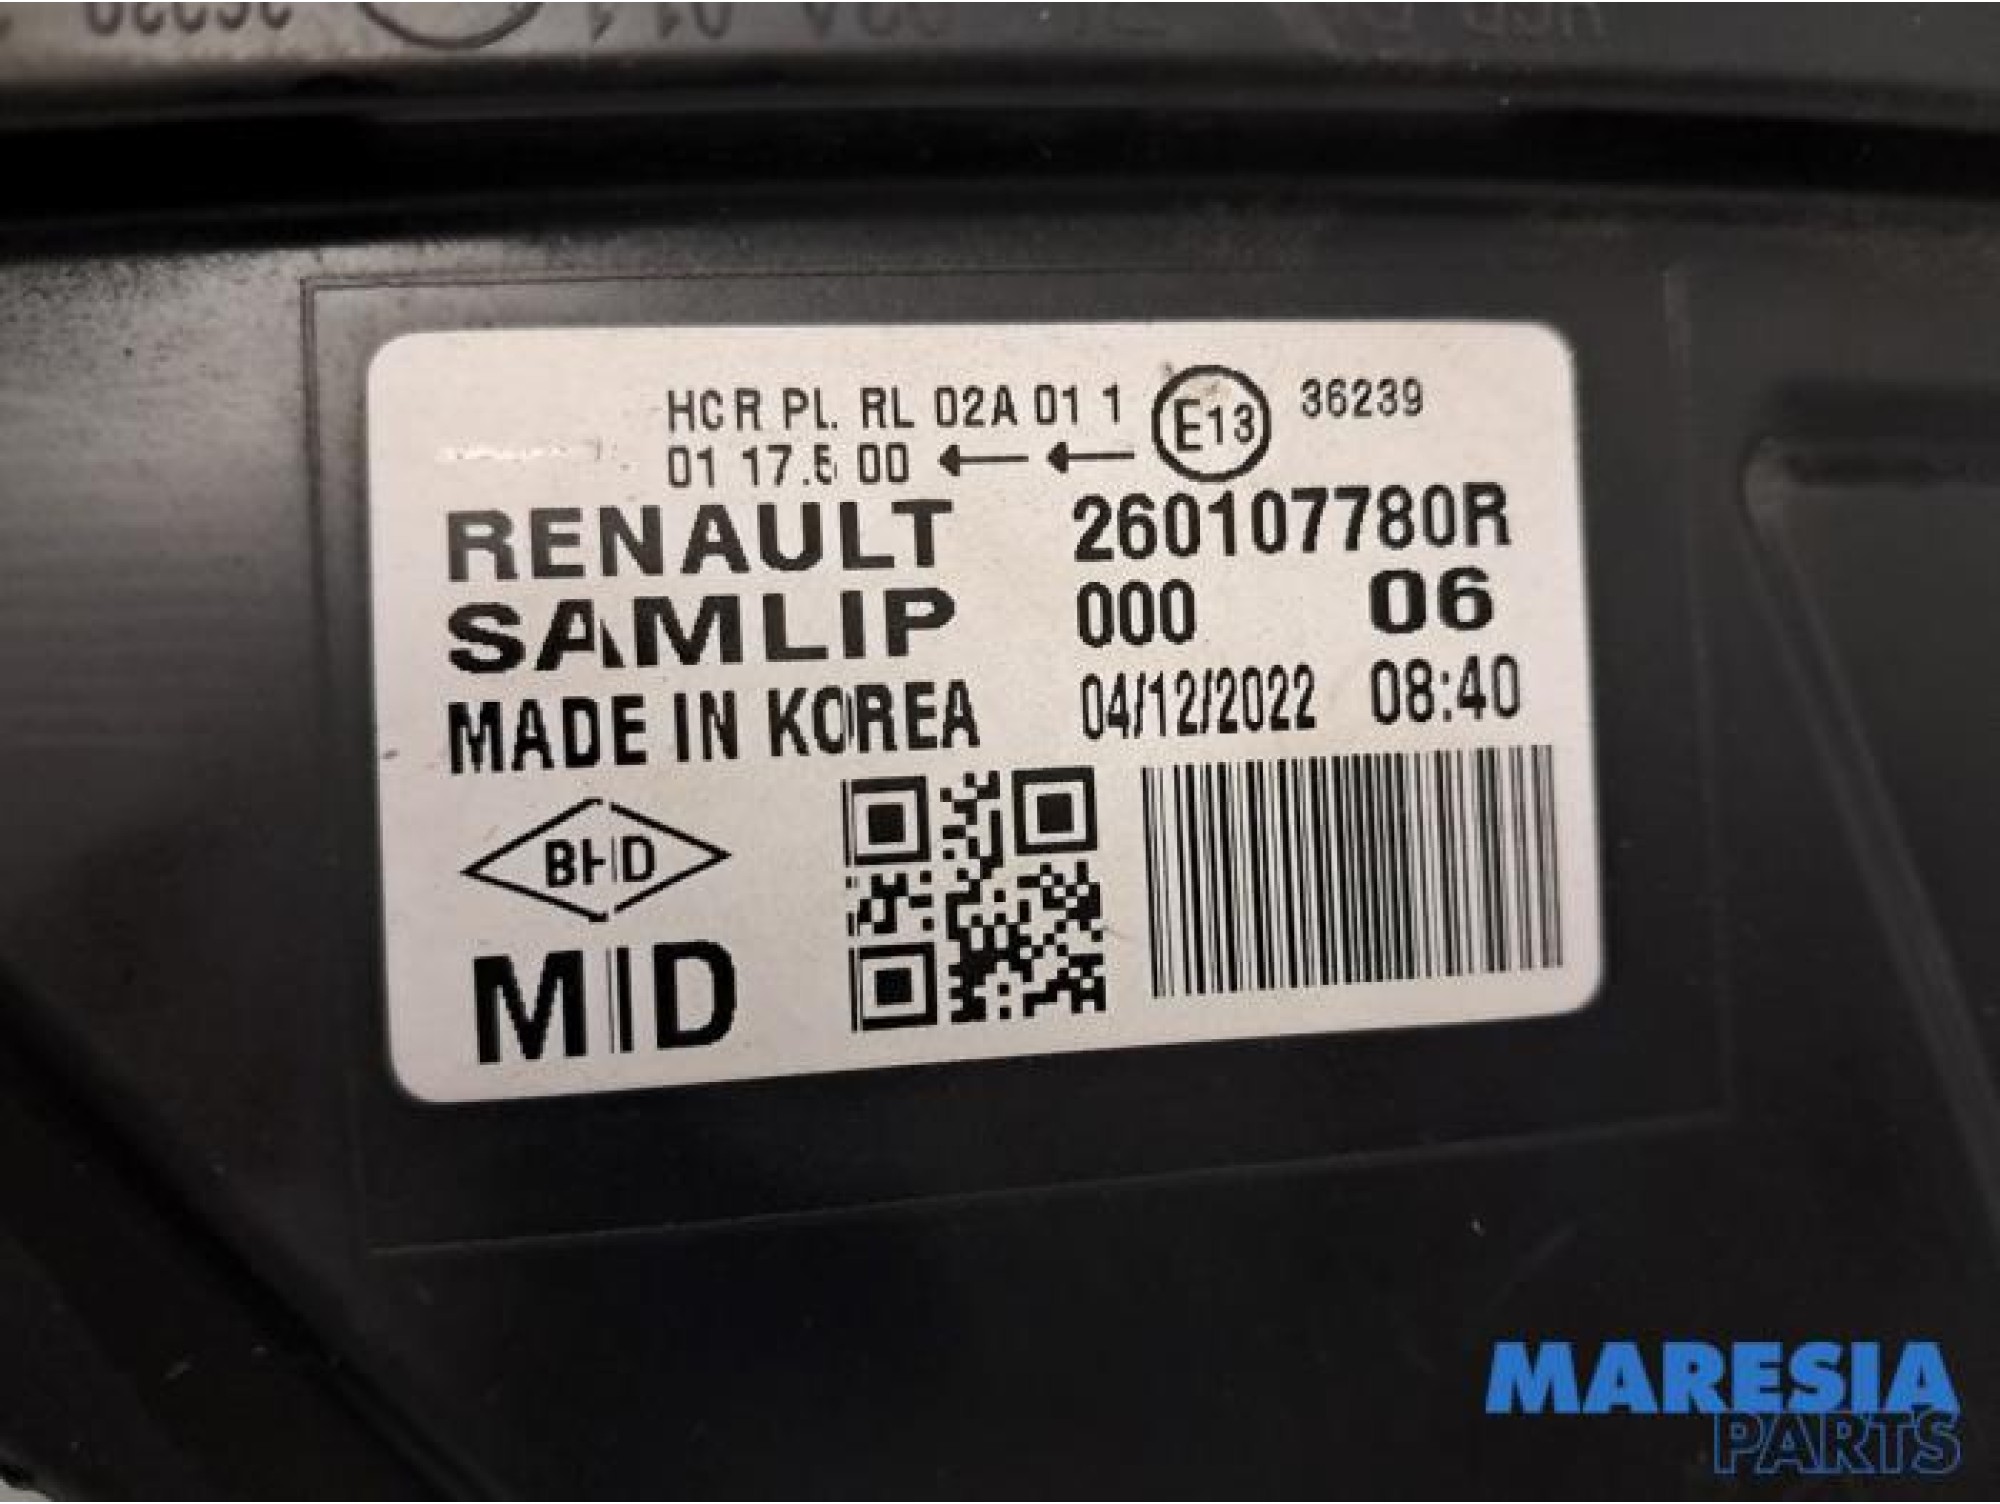 HCR PL RL 02A 01 1 E13 36239
01 17.5 00 ← ←
RENAULT 260107780R
SAMLIP 000 06
MADE IN KOREA 04/12/2022 08:40
BHD
MID
MARESIA
PARTS